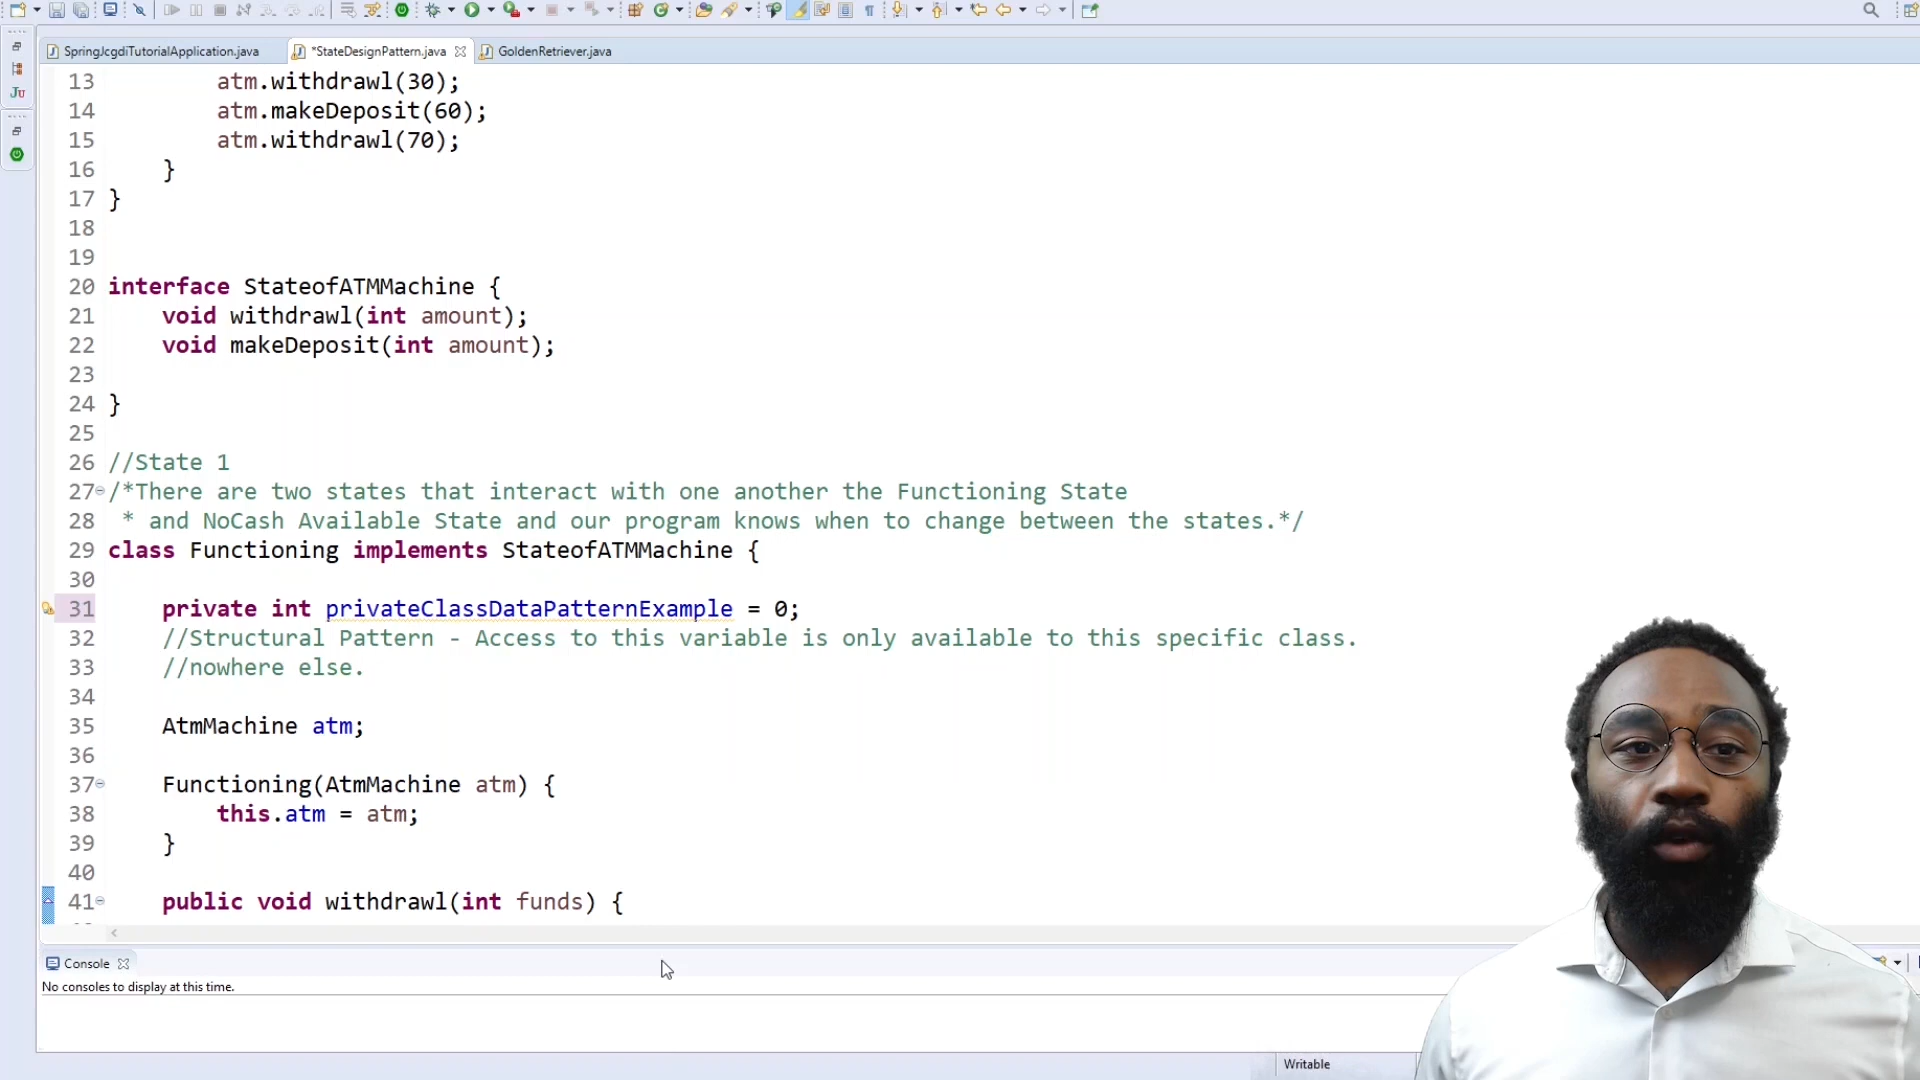 SpringJcgdiTutorialApplication.java
*StateDesignPattern.java
GoldenRetriever.java
Ju
13 atm.withdrawl(30);
14 atm.makeDeposit(60);
15 atm.withdrawl(70);
16 }
17 }
18
19
20 interface StateofATMMachine {
21 void withdrawl(int amount);
22 void makeDeposit(int amount);
23
24 }
25
26 //State 1
27 /*There are two states that interact with one another the Functioning State
28 * and NoCash Available State and our program knows when to change between the states.*/
29 class Functioning implements StateofATMMachine {
30
31 private int privateClassDataPatternExample = 0;
32 //Structural Pattern - Access to this variable is only available to this specific class.
33 //nowhere else.
34
35 AtmMachine atm;
36
37 Functioning(AtmMachine atm) {
38 this.atm = atm;
39 }
40
41 public void withdrawl(int funds) {
Console
No consoles to display at this time.
Writable